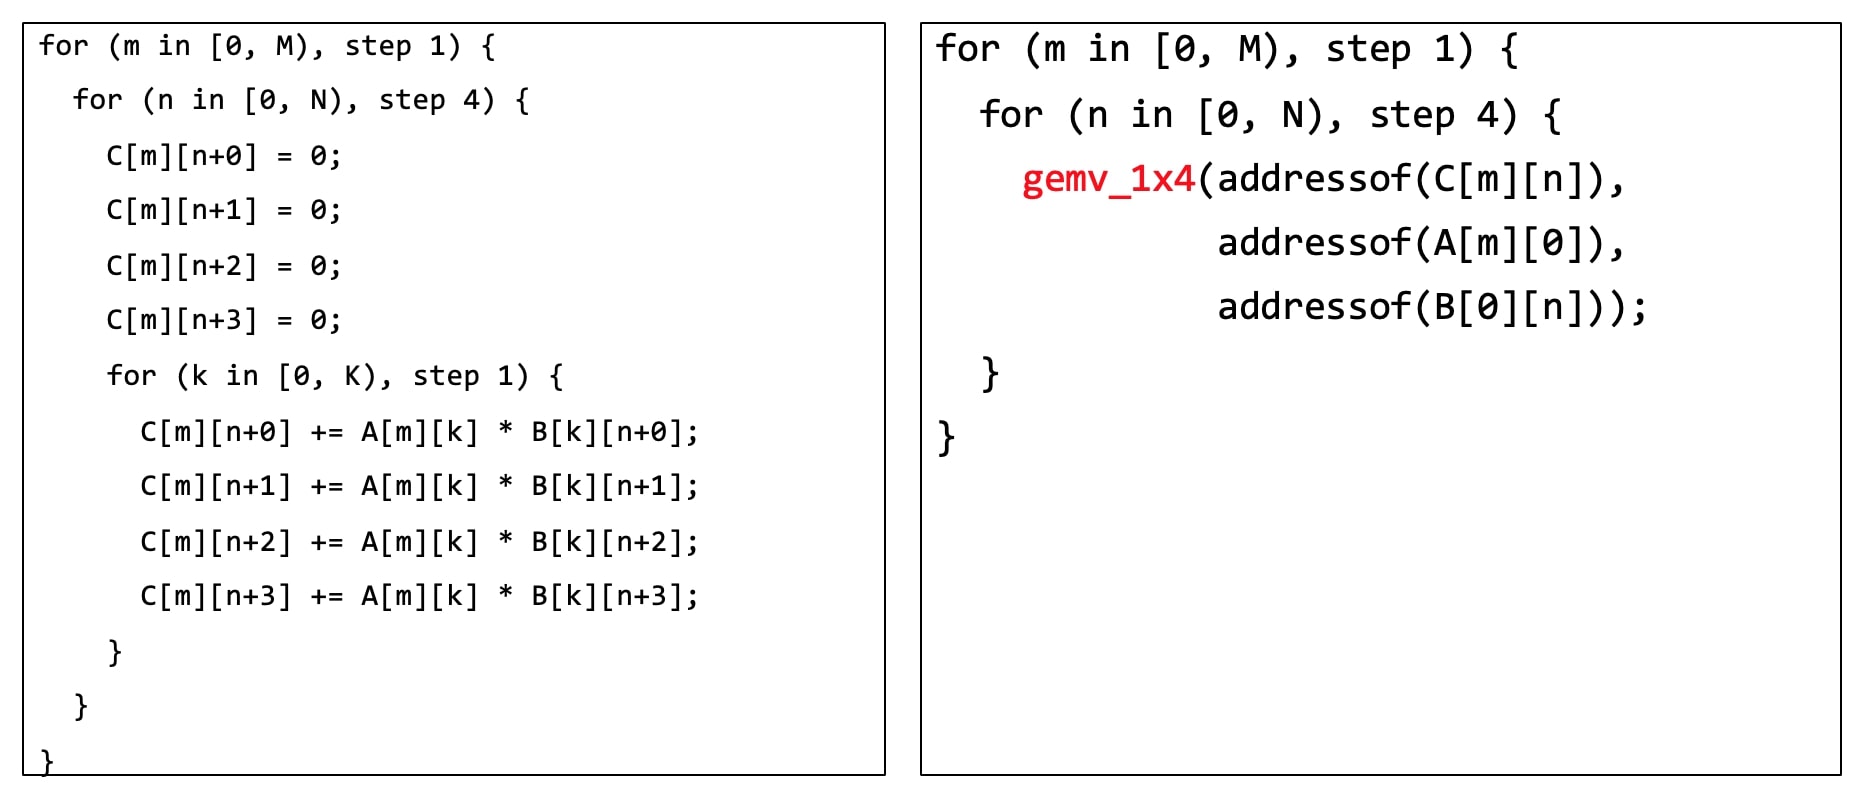 for (m in [0, M), step 1) {
  for (n in [0, N), step 4) {
    C[m][n+0] = 0;
    C[m][n+1] = 0;
    C[m][n+2] = 0;
    C[m][n+3] = 0;
    for (k in [0, K), step 1) {
      C[m][n+0] += A[m][k] * B[k][n+0];
      C[m][n+1] += A[m][k] * B[k][n+1];
      C[m][n+2] += A[m][k] * B[k][n+2];
      C[m][n+3] += A[m][k] * B[k][n+3];
    }
  }
}
for (m in [0, M), step 1) {
  for (n in [0, N), step 4) {
    gemv_1x4(addressof(C[m][n]),
             addressof(A[m][0]),
             addressof(B[0][n]));
  }
}